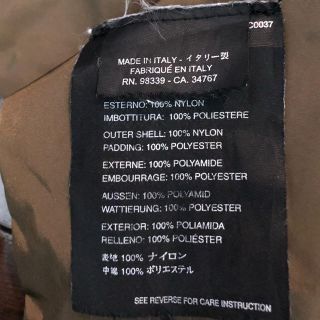 C0037
MADE IN ITALY - イタリー製
FABRIQUÉ EN ITALY
RN. 98339 - CA. 34767
ESTERNO: 100% NYLON
IMBOTTITURA: 100% POLIESTERE
OUTER SHELL: 100% NYLON
PADDING: 100% POLYESTER
EXTERNE: 100% POLYAMIDE
EMBOURRAGE: 100% POLYESTER
AUSSEN: 100% POLYAMID
WATTIERUNG: 100% POLYESTER
EXTERIOR: 100% POLIAMIDA
RELLENO: 100% POLIÉSTER
表地 100% ナイロン
中綿 100% ポリエステル
SEE REVERSE FOR CARE INSTRUCTION